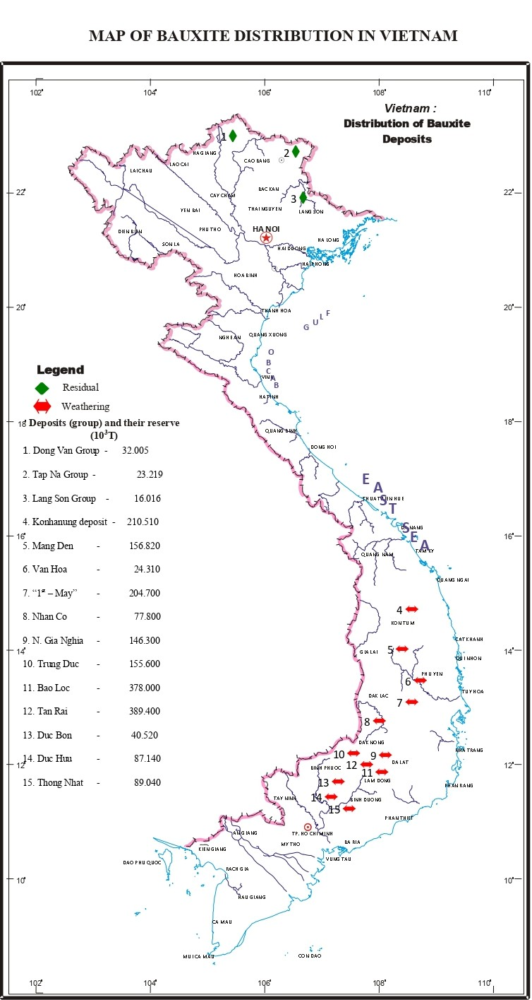 MAP OF BAUXITE DISTRIBUTION IN VIETNAM
102' 104' 106' 108' 110'
Vietnam :
Distribution of Bauxite
Deposits
1
2
HA GIANG
CAO BANG
LAO CAI
LAI CHAU
BAC KAN
22' 22'
CAY CHAM
3
YEN BAI
THAI NGUYEN
LANG SON
PHU THO
HA NOI
DIEN BIEN
HA LONG
SON LA
HAI DUONG
HAI PHONG
HOA BINH
20' 20'
THANH HOA
GULF
QUANG XUONG
NGHE AN
O
B
C
A
B
VINH
HA TINH
Legend
Residual
Weathering
18' 18'
Deposits (group) and their reserve
(10³T)
QUANG BINH
DONG HOI
1. Dong Van Group - 32.005
2. Tap Na Group - 23.219
3. Lang Son Group - 16.016
4. Konhanung deposit - 210.510
5. Mang Den - 156.820
6. Van Hoa - 24.310
7. “1st – May” - 204.700
8. Nhan Co - 77.800
9. N. Gia Nghia - 146.300
10. Trung Duc - 155.600
11. Bao Loc - 378.000
12. Tan Rai - 389.400
13. Duc Bon - 40.520
14. Duc Huu - 87.140
15. Thong Nhat - 89.040
EAST SEA
THUA THIEN HUE
DA NANG
16' 16'
TAM KY
QUANG NAM
QUANG NGAI
4
KON TUM
CAT KHANH
14' 14'
5
GIA LAI
QUI NHON
PHU YEN
6
TUY HOA
DAK LAC
7
8
DAK NONG
NHA TRANG
10
9
12' 12'
12
DA LAT
BINH PHUOC
11
LAM DONG
13
PHAN RANG
14
TAY NINH
BINH DUONG
15
PHAN THIET
AN GIANG
TP. HO CHI MINH
MY THO
BA RIA
KIEN GIANG
VUNG TAU
DAO PHU QUOC
RACH GIA
10' 10'
HAU GIANG
CA MAU
MUI CA MAU
CON DAO
102' 104' 106' 108' 110'